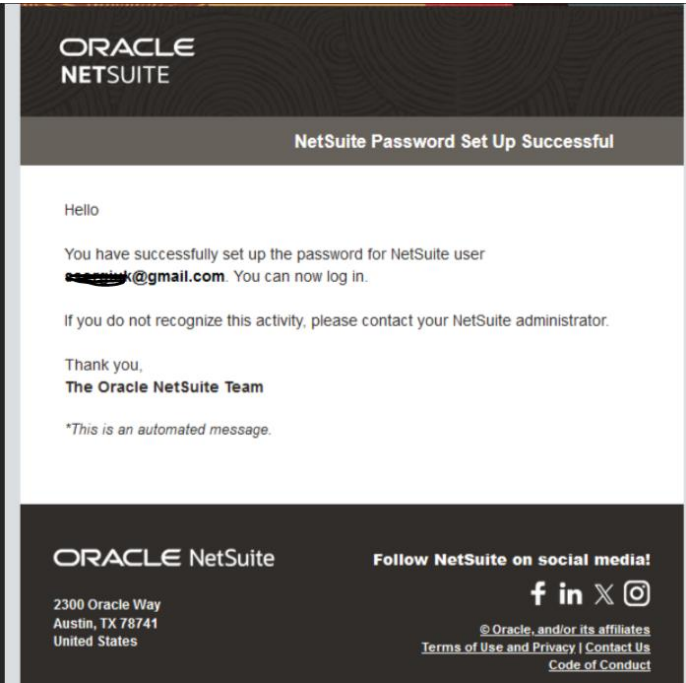 ORACLE
NETSUITE
NetSuite Password Set Up Successful
Hello
You have successfully set up the password for NetSuite user
@gmail.com. You can now log in.
If you do not recognize this activity, please contact your NetSuite administrator.
Thank you,
The Oracle NetSuite Team
*This is an automated message.
ORACLE NetSuite
Follow NetSuite on social media!
2300 Oracle Way
Austin, TX 78741
United States
© Oracle, and/or its affiliates
Terms of Use and Privacy | Contact Us
Code of Conduct